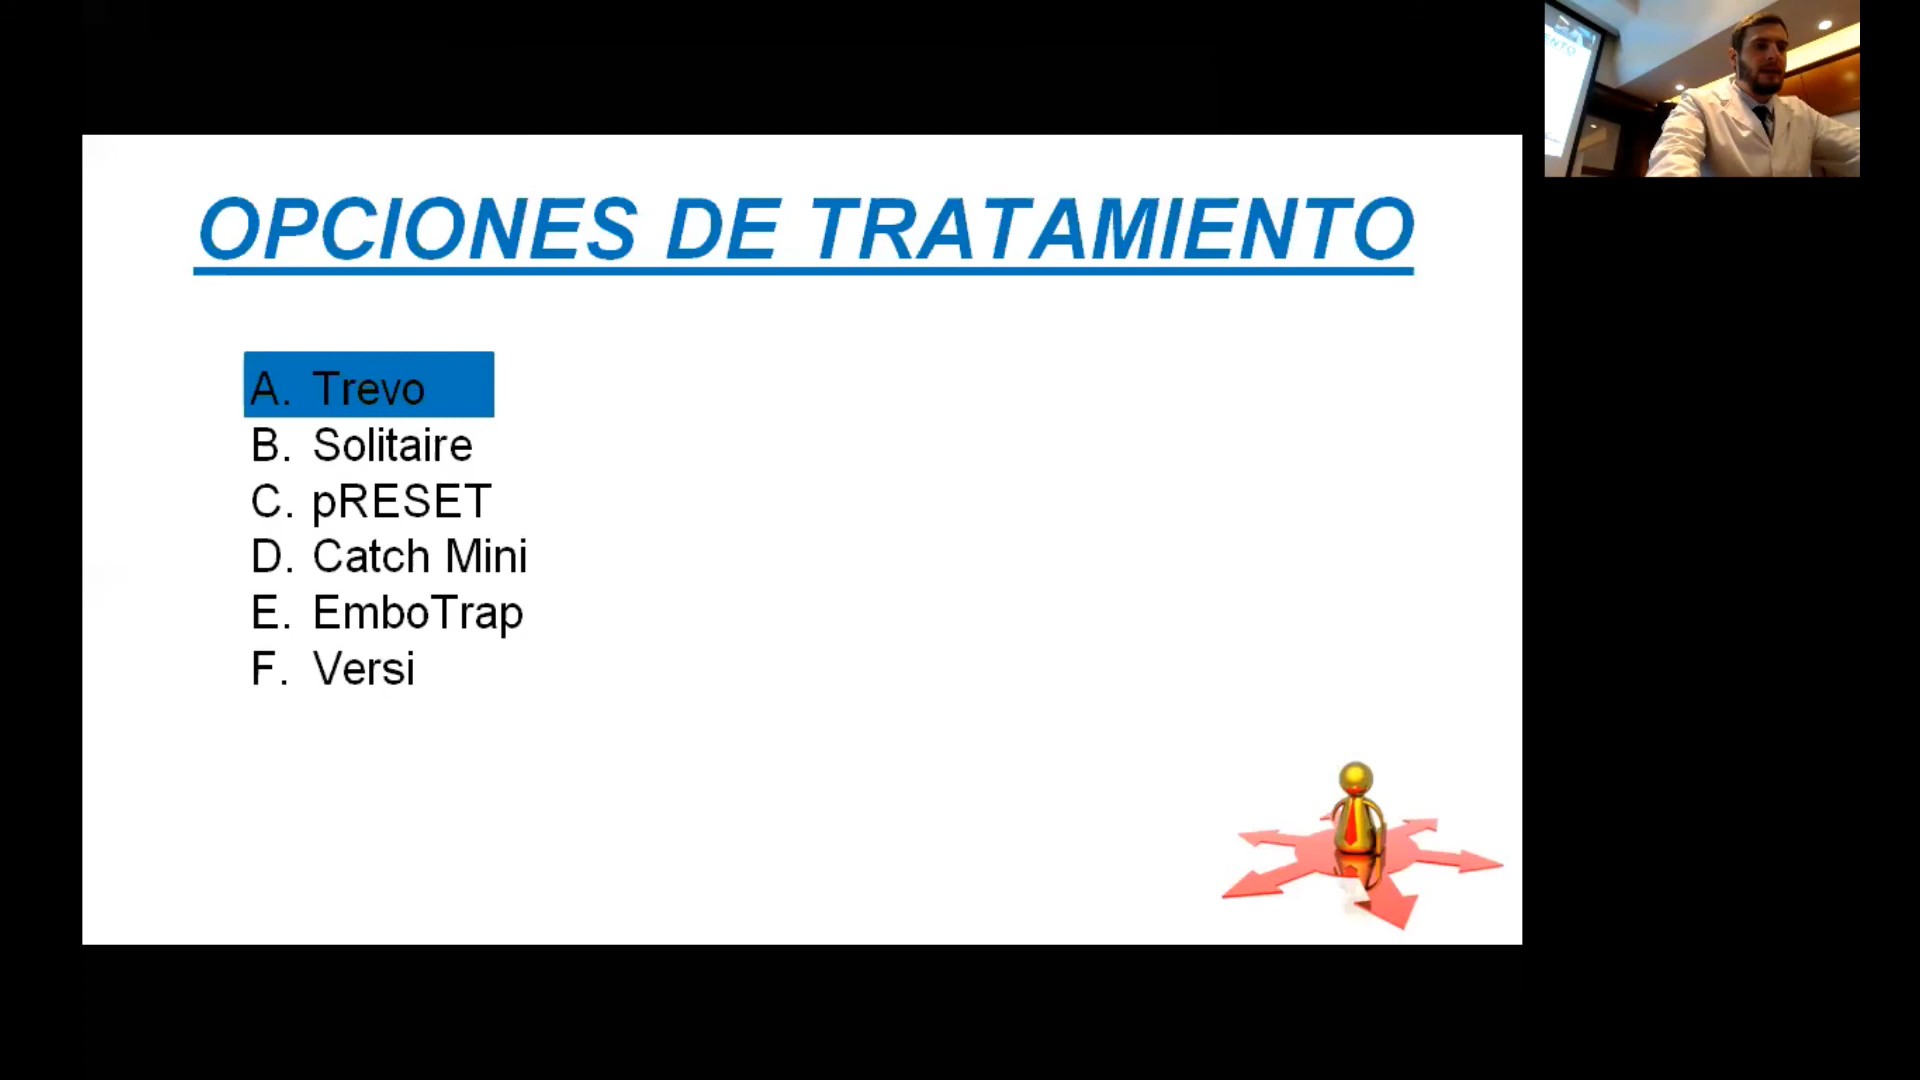 OPCIONES DE TRATAMIENTO
A. Trevo
B. Solitaire
C. pRESET
D. Catch Mini
E. EmboTrap
F. Versi